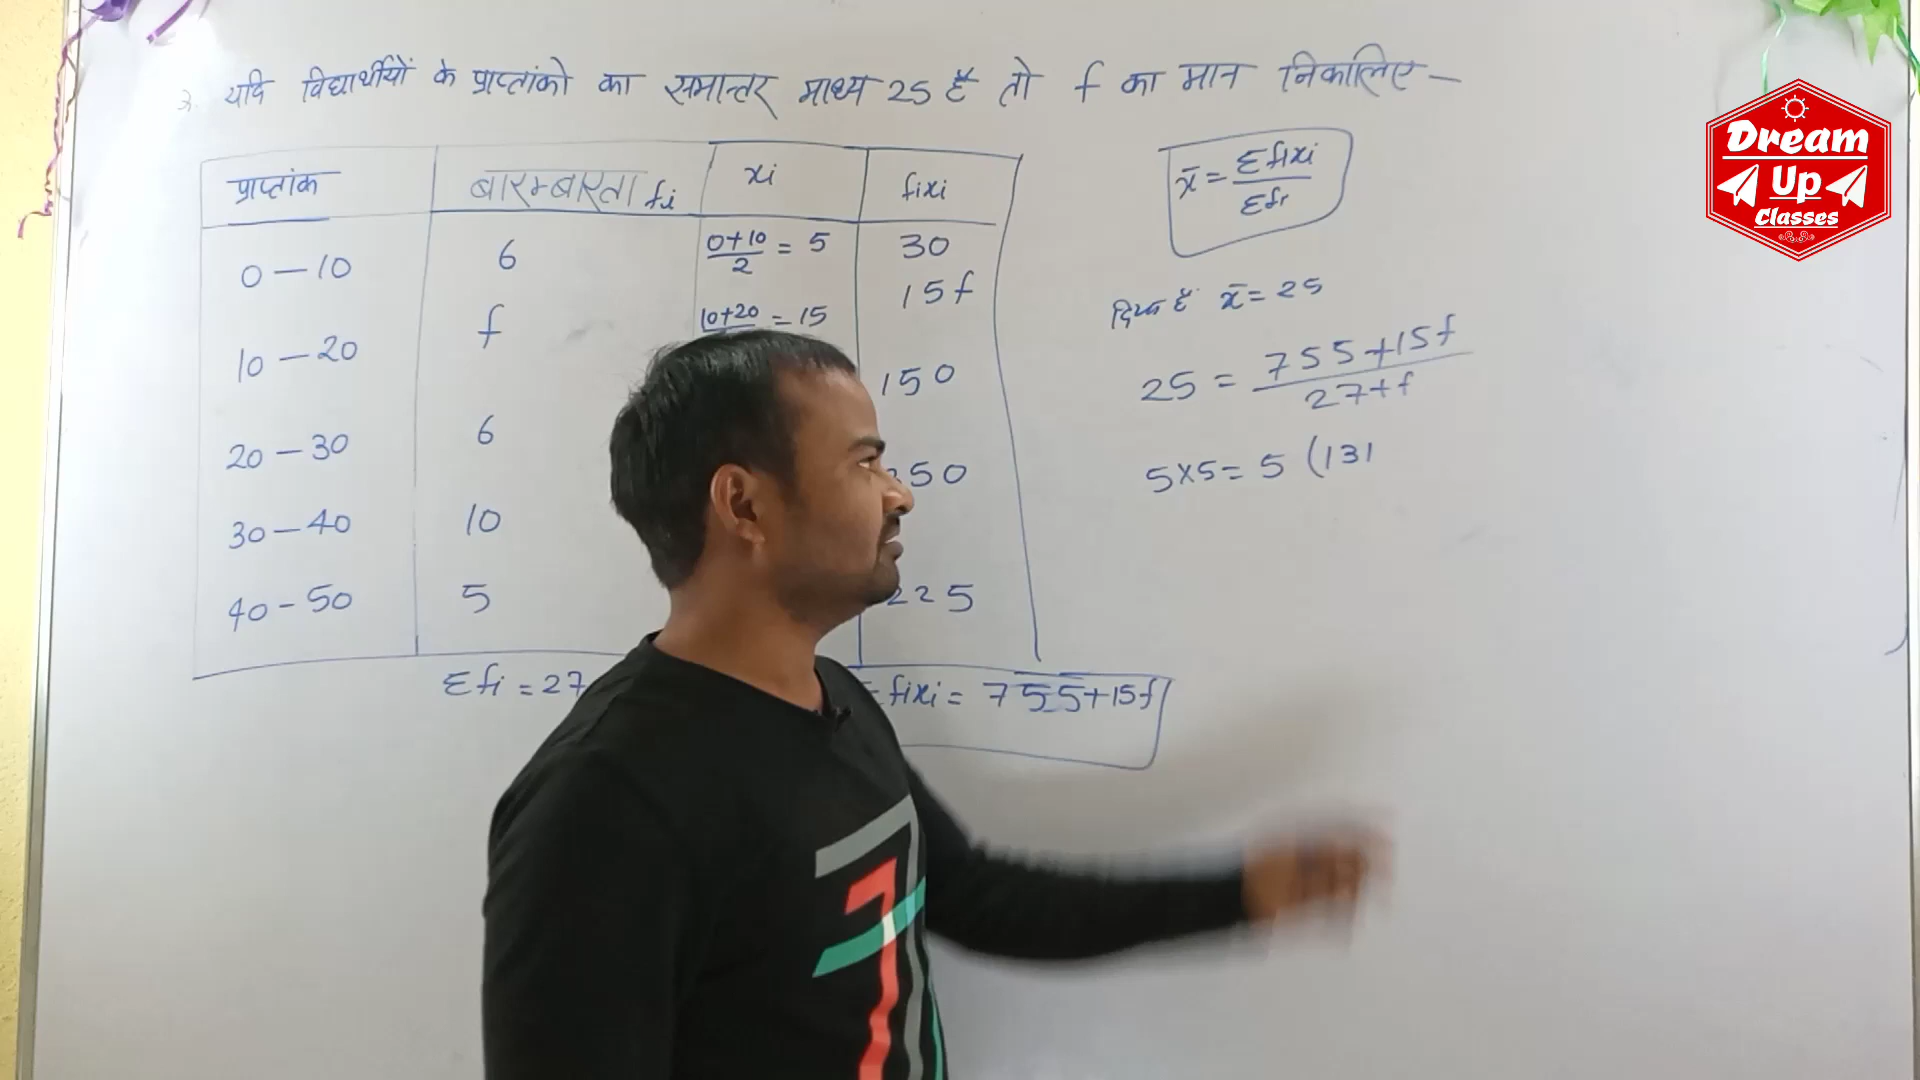 3. यदि विद्यार्थीयों के प्राप्तांको का समान्तर माध्य 25 है तो f का मान निकालिए –
प्राप्तांक बारम्बारता fi xi fixi
0 – 10 6 0+10/2 = 5 30
10 – 20 f 10+20 = 15 15f
20 – 30 6 150
30 – 40 10 350
40 – 50 5 225
Σfi = 27 fixi = 755+15f
x̄ = Σfixi/Σfi
दिया है x̄ = 25
25 = 755+15f/27+f
5×5 = 5 (131
Dream
Up
Classes